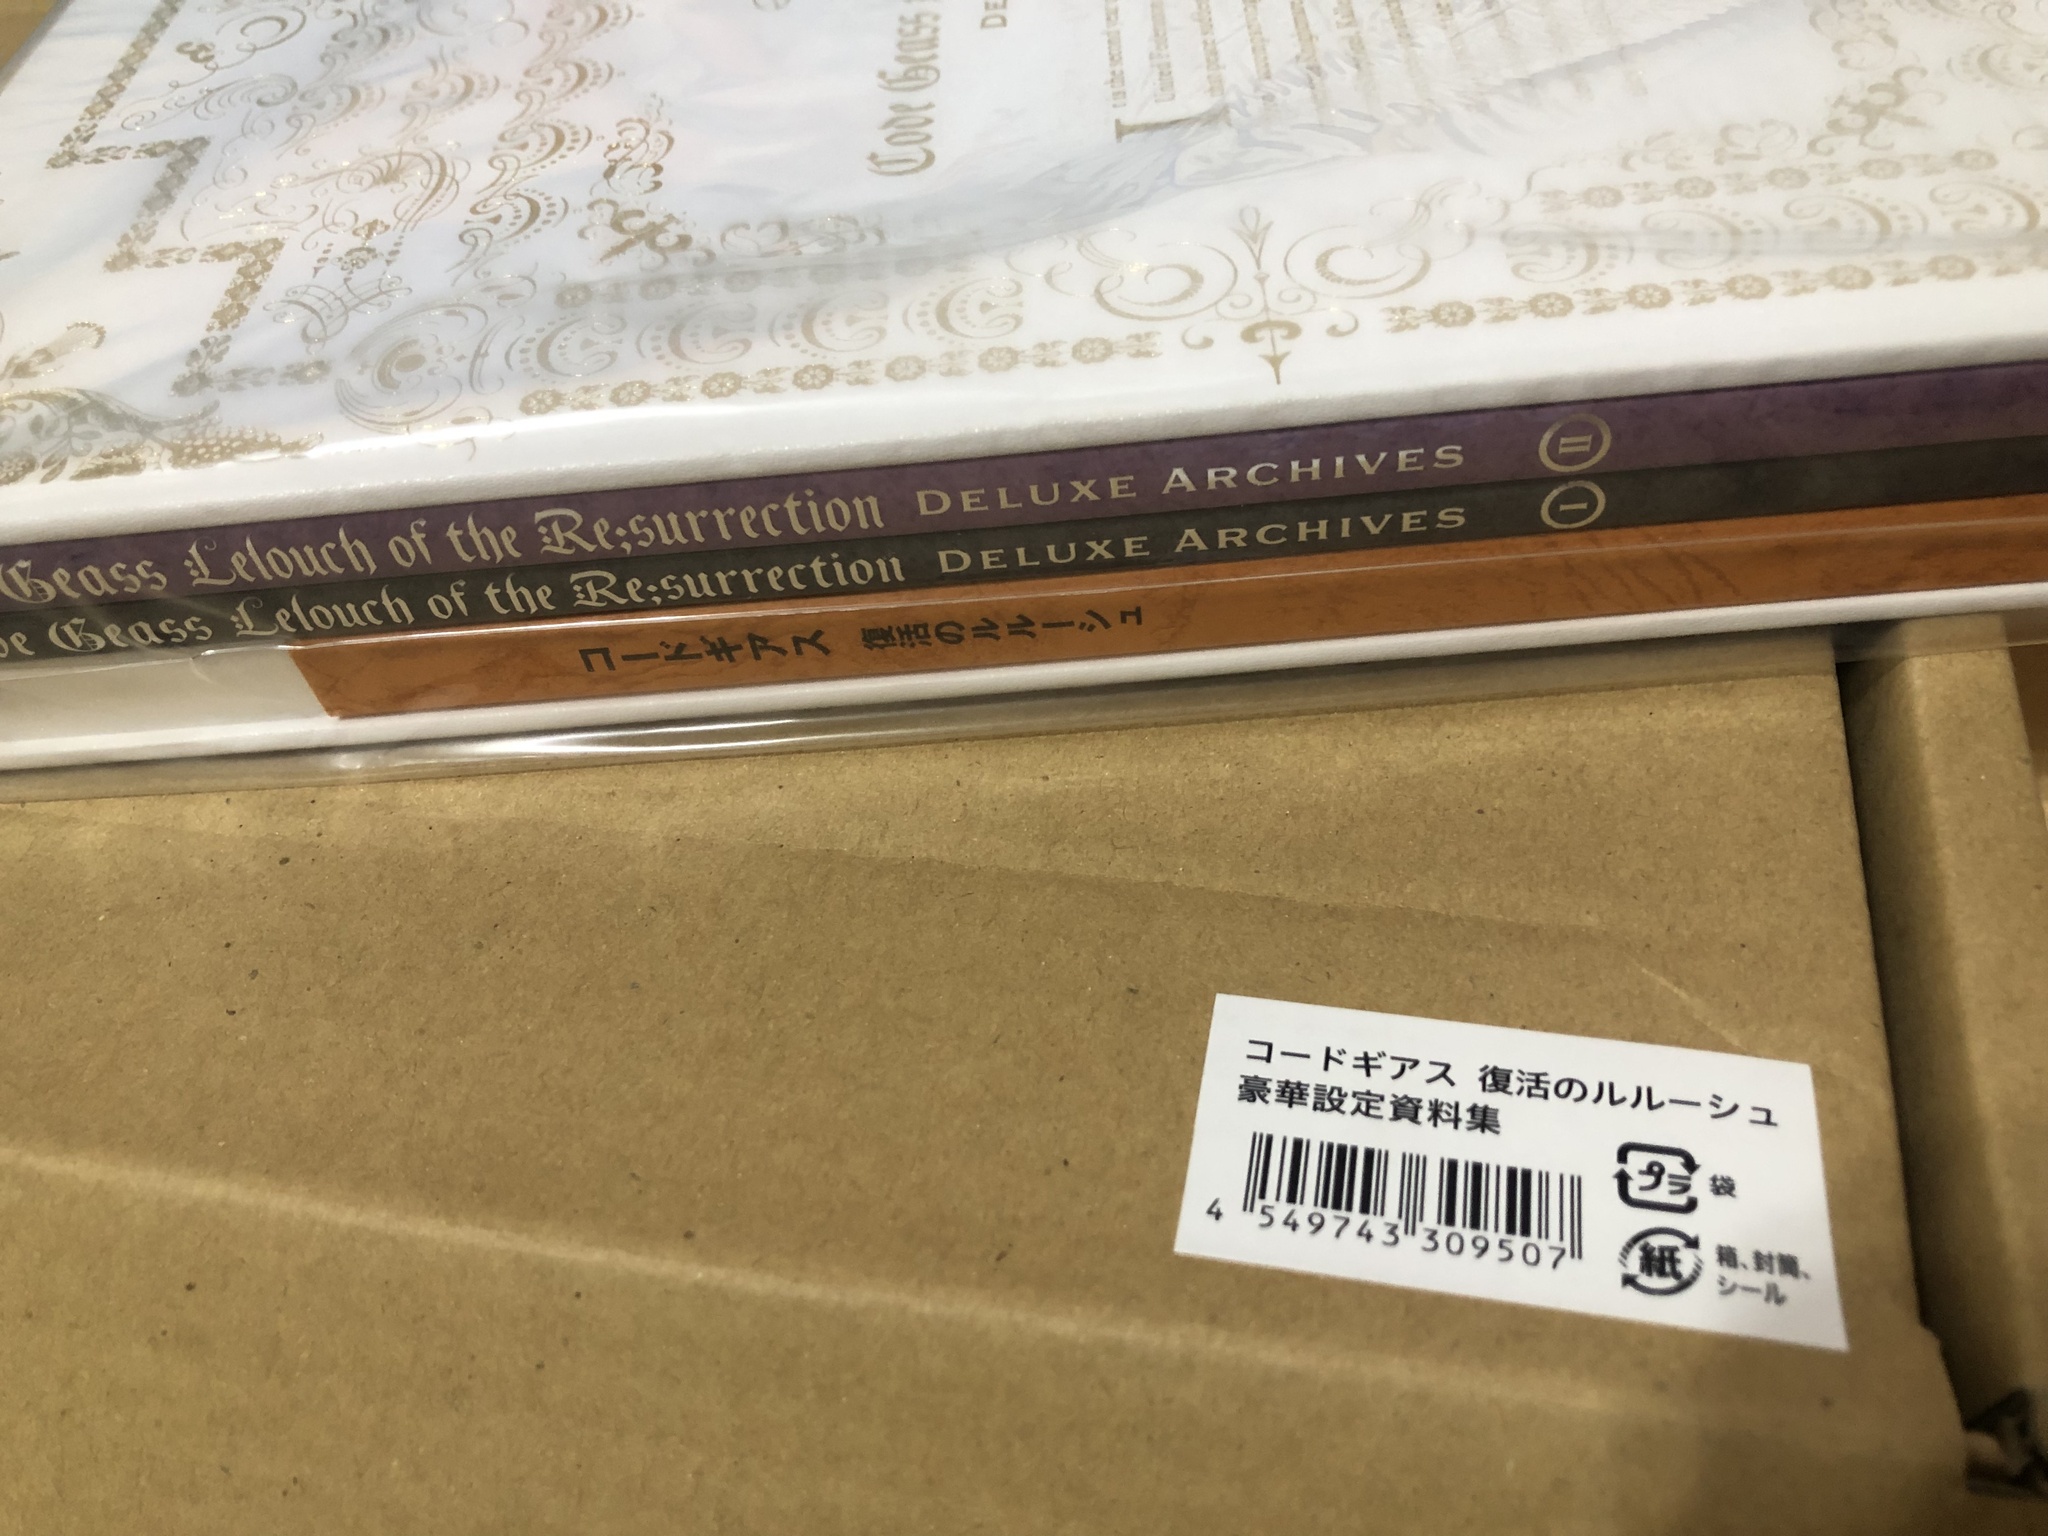 Code Geass
Geass Lelouch of the Re;surrection DELUXE ARCHIVES II
Geass Lelouch of the Re;surrection DELUXE ARCHIVES I
コードギアス 復活のルルーシュ
コードギアス 復活のルルーシュ
豪華設定資料集
4 549743 309507
プラ 袋
紙 箱、封筒、
シール